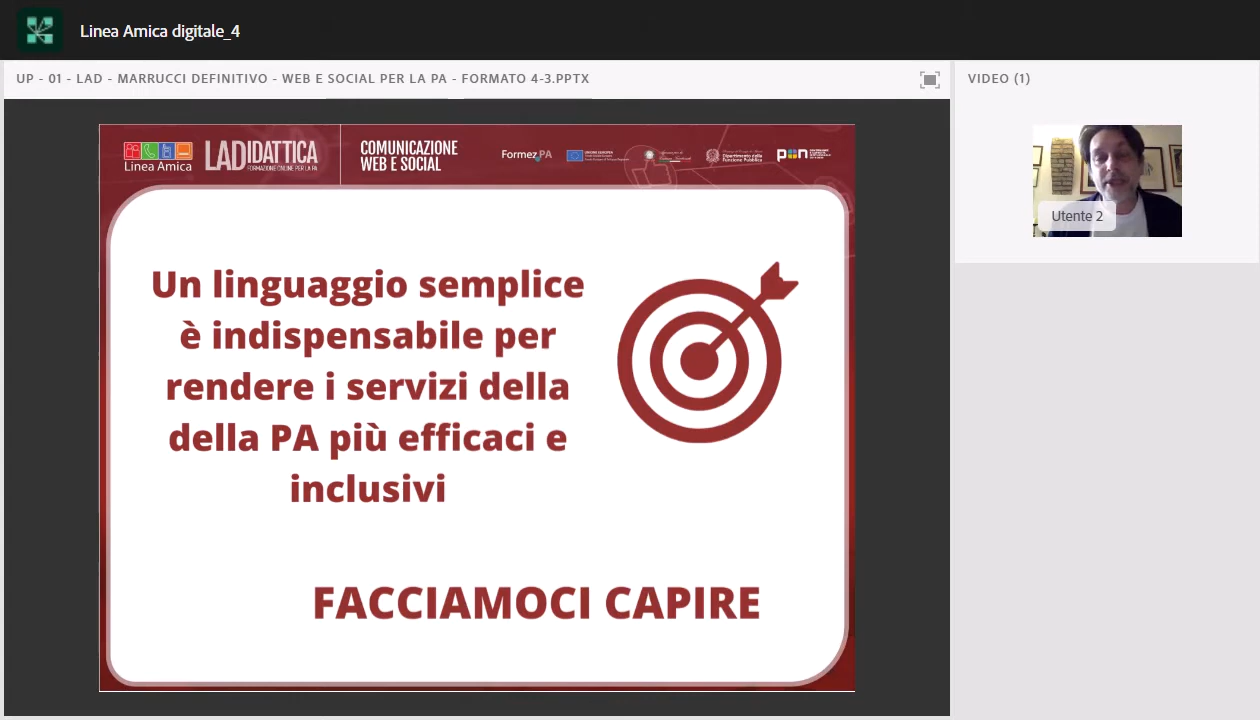 Linea Amica digitale_4
UP - 01 - LAD - MARRUCCI DEFINITIVO - WEB E SOCIAL PER LA PA - FORMATO 4-3.PPTX
VIDEO (1)
Linea Amica
LADIDATTICA
FORMAZIONE ONLINE PER LA PA
COMUNICAZIONE
WEB E SOCIAL
FormezPA
UNIONE EUROPEA
Dipartimento della
Funzione Pubblica
Utente 2
Un linguaggio semplice
è indispensabile per
rendere i servizi della
della PA più efficaci e
inclusivi
FACCIAMOCI CAPIRE